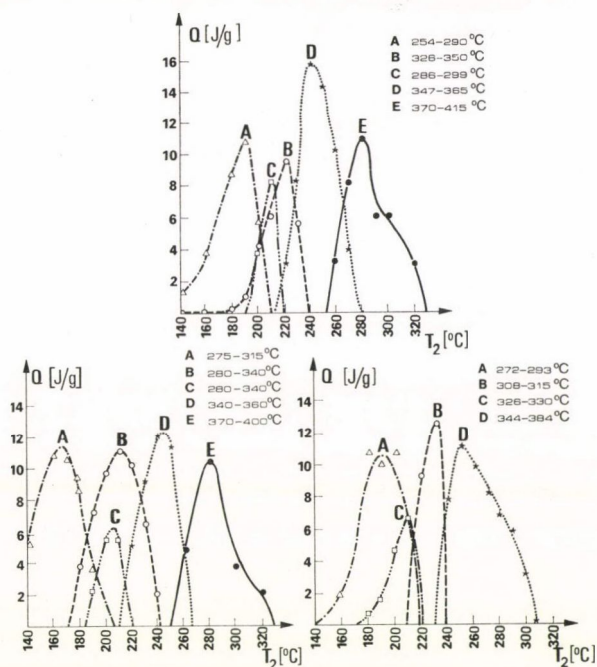 Q [J/g]
A 254-290 °C
B 326-350 °C
C 286-299 °C
D 347-365 °C
E 370-415 °C
16
14
12
10
8
6
4
2
A
B
C
D
E
140 160 180 200 220 240 260 280 300 320
T2 [°C]
Q [J/g]
A 275-315 °C
B 280-340 °C
C 280-340 °C
D 340-360 °C
E 370-400 °C
12
10
8
6
4
2
A
B
C
D
E
140 160 180 200 220 240 260 280 300 320
T2 [°C]
Q [J/g]
A 272-293 °C
B 308-315 °C
C 326-330 °C
D 344-384 °C
12
10
8
6
4
2
A
B
C
D
140 160 180 200 220 240 260 280 300 320
T2 [°C]